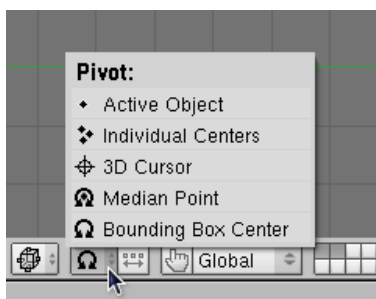 Pivot:
Active Object
Individual Centers
3D Cursor
Median Point
Bounding Box Center
Global